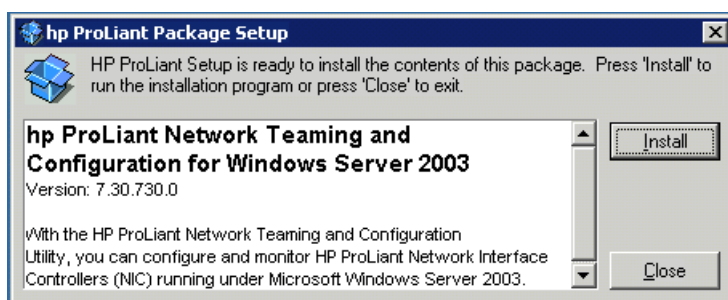 hp ProLiant Package Setup
HP ProLiant Setup is ready to install the contents of this package. Press 'Install' to
run the installation program or press 'Close' to exit.
hp ProLiant Network Teaming and
Configuration for Windows Server 2003
Version: 7.30.730.0
With the HP ProLiant Network Teaming and Configuration
Utility, you can configure and monitor HP ProLiant Network Interface
Controllers (NIC) running under Microsoft Windows Server 2003.
Install
Close